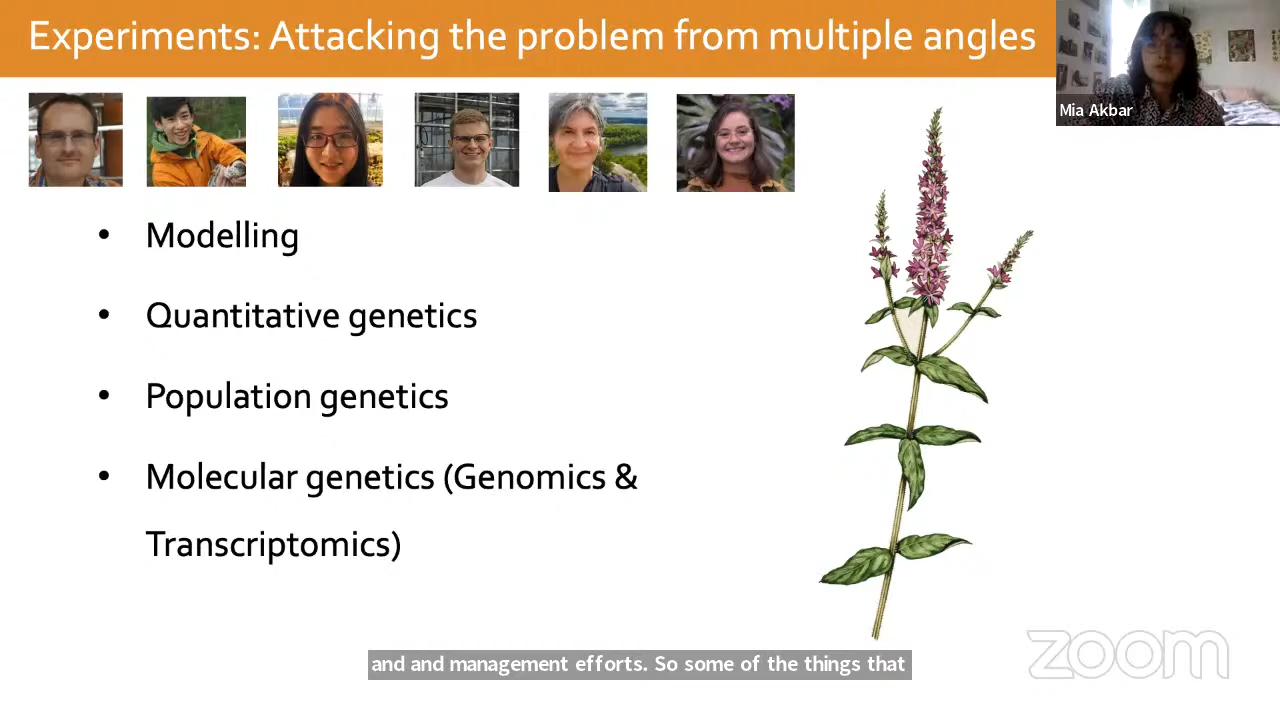 Experiments: Attacking the problem from multiple angles
Mia Akbar
• Modelling
• Quantitative genetics
• Population genetics
• Molecular genetics (Genomics &
Transcriptomics)
and and management efforts. So some of the things that
zoom